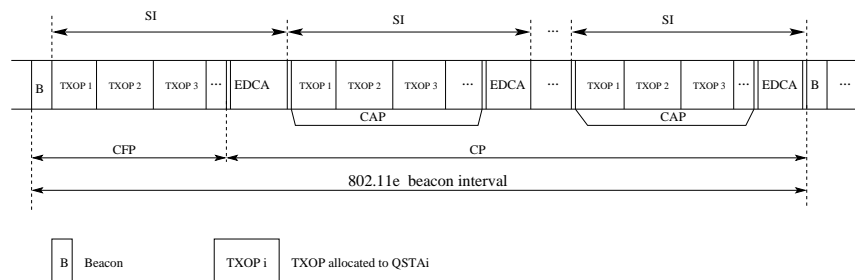 SI SI ... SI
B TXOP 1 TXOP 2 TXOP 3 ... EDCA TXOP 1 TXOP 2 TXOP 3 ... EDCA ... TXOP 1 TXOP 2 TXOP 3 ... EDCA B ...
CAP CAP
CFP CP
802.11e beacon interval
B Beacon TXOP i TXOP allocated to QSTAi